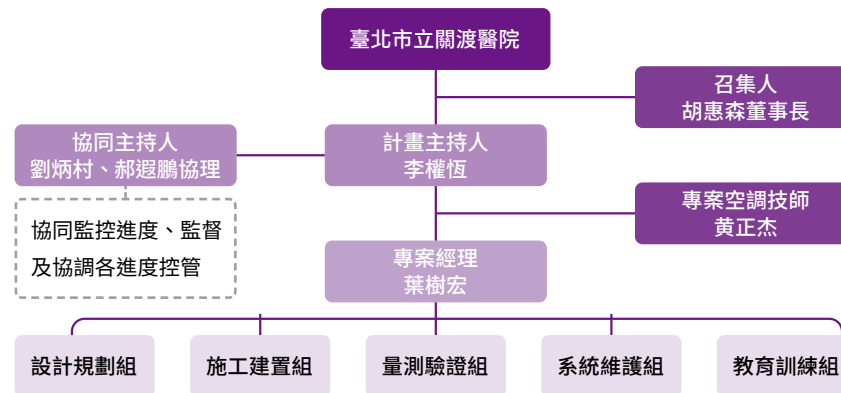 臺北市立關渡醫院
召集人
胡惠森董事長
協同主持人
劉炳村、郝遐鵬協理
計畫主持人
李權恆
協同監控進度、監督
及協調各進度控管
專案空調技師
黄正杰
專案經理
葉樹宏
設計規劃組
施工建置組
量測驗證組
系統維護組
教育訓練組